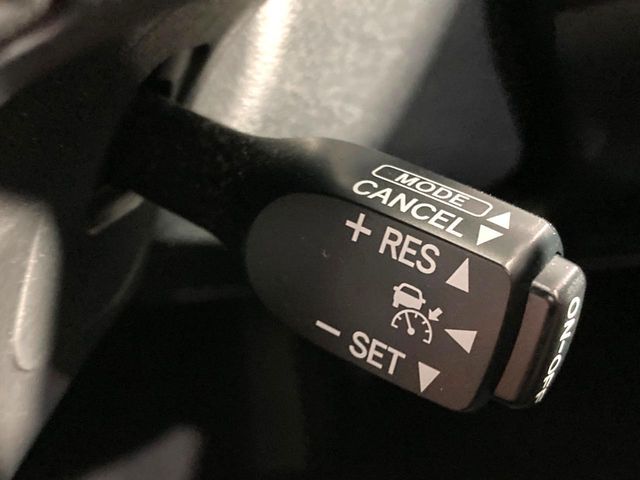 MODE
CANCEL
+ RES
− SET
ON-OFF